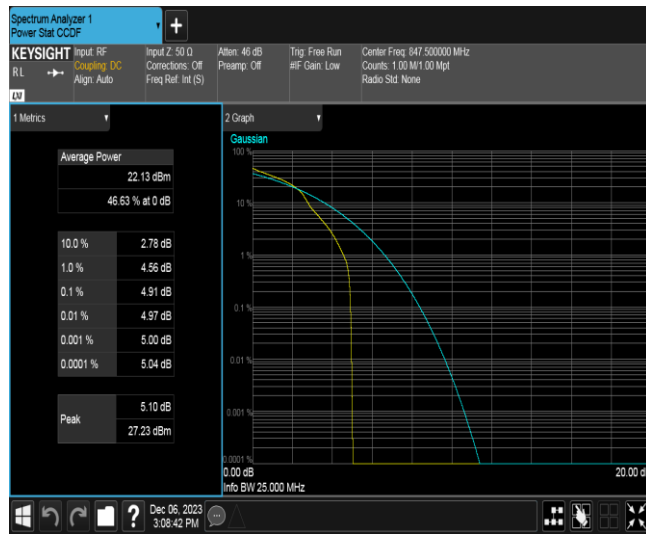 Spectrum Analyzer 1
Power Stat CCDF
+
KEYSIGHT
RL
LXI
Input: RF
Coupling: DC
Align: Auto
Input Z: 50 Ω
Corrections: Off
Freq Ref: Int (S)
Atten: 46 dB
Preamp: Off
Trig: Free Run
#IF Gain: Low
Center Freq: 847.500000 MHz
Counts: 1.00 M/1.00 Mpt
Radio Std: None
1 Metrics
Average Power
22.13 dBm
46.63 % at 0 dB
10.0 % 2.78 dB
1.0 % 4.56 dB
0.1 % 4.91 dB
0.01 % 4.97 dB
0.001 % 5.00 dB
0.0001 % 5.04 dB
Peak
5.10 dB
27.23 dBm
2 Graph
Gaussian
100 %
10 %
1 %
0.1 %
0.01 %
0.001 %
0.0001 %
0.00 dB
20.00 d
Info BW 25.000 MHz
?
Dec 06, 2023
3:08:42 PM